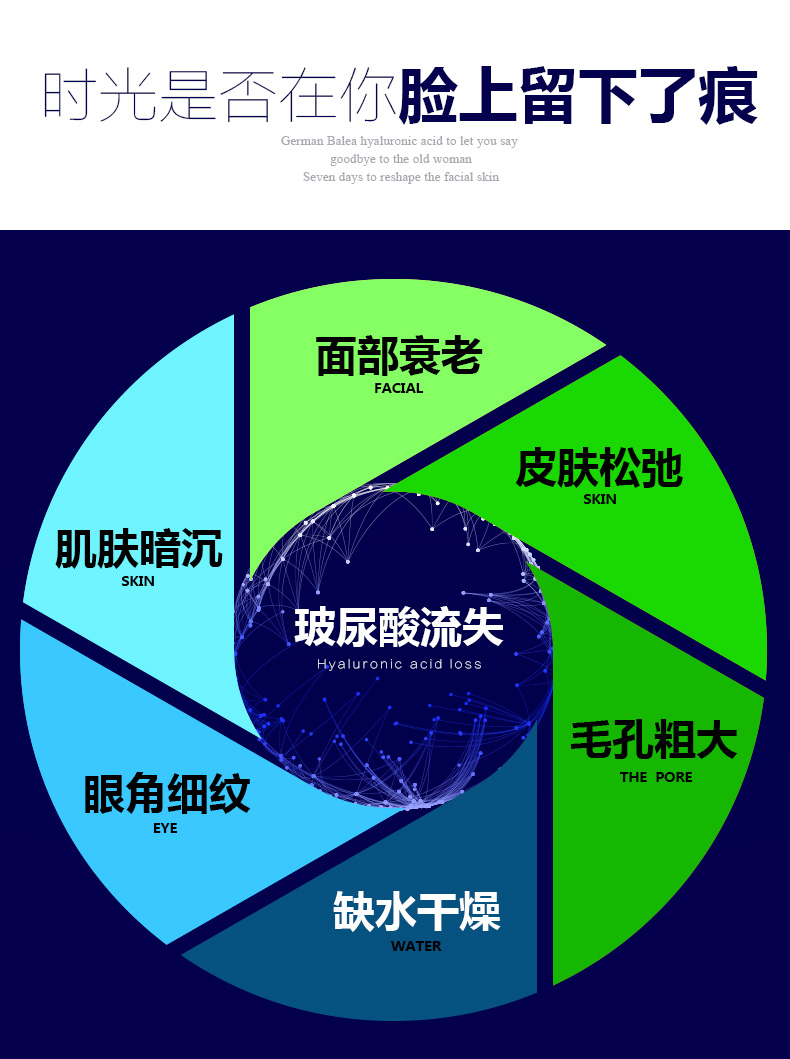 时光是否在你脸上留下了痕
German Balea hyaluronic acid to let you say
goodbye to the old woman
Seven days to reshape the facial skin
面部衰老
FACIAL
皮肤松弛
SKIN
肌肤暗沉
SKIN
玻尿酸流失
Hyaluronic acid loss
毛孔粗大
THE PORE
眼角细纹
EYE
缺水干燥
WATER